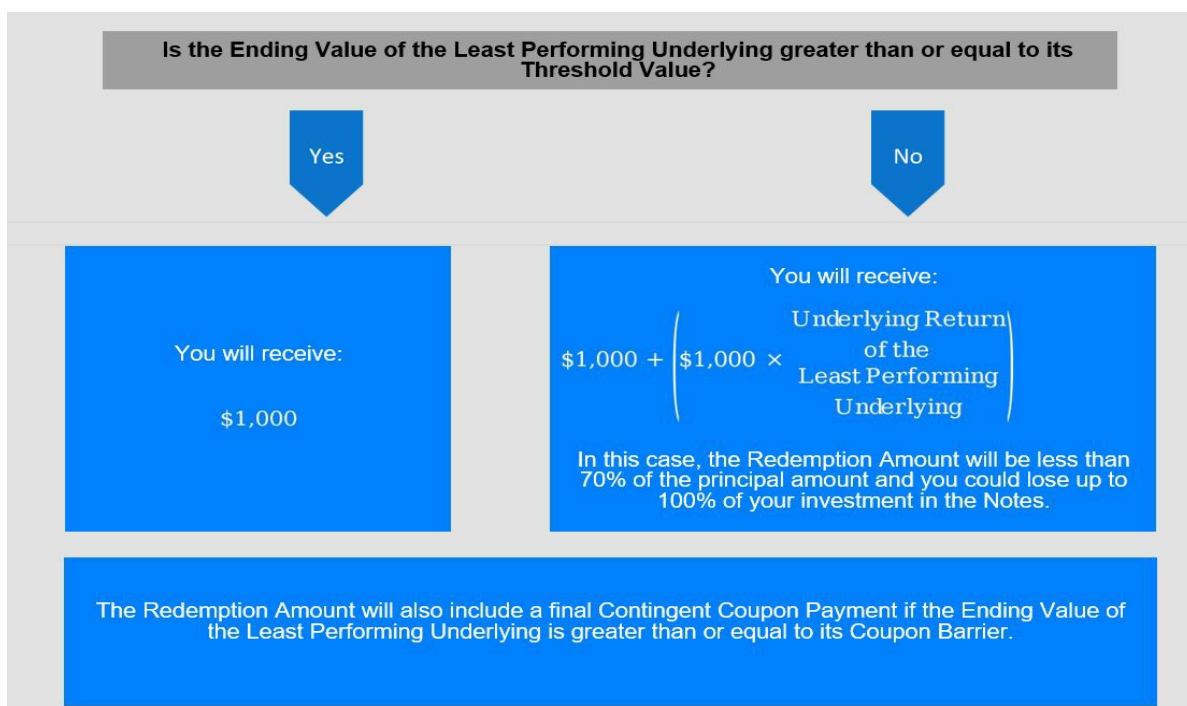 Is the Ending Value of the Least Performing Underlying greater than or equal to its
Threshold Value?
Yes
No
You will receive:
$1,000
You will receive:
$1,000 + ($1,000 × Underlying Return
of the
Least Performing
Underlying)
In this case, the Redemption Amount will be less than
70% of the principal amount and you could lose up to
100% of your investment in the Notes.
The Redemption Amount will also include a final Contingent Coupon Payment if the Ending Value of
the Least Performing Underlying is greater than or equal to its Coupon Barrier.